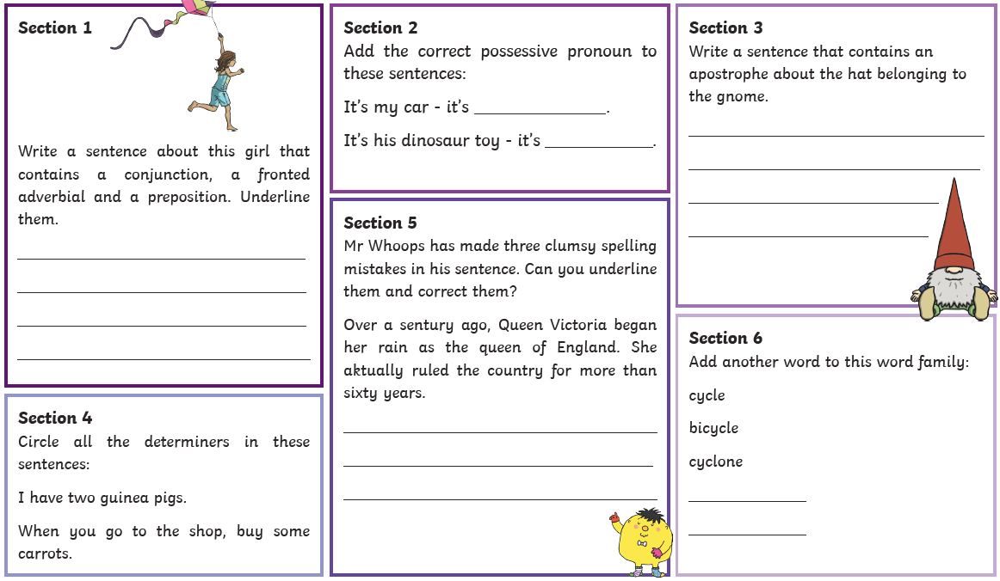 Section 1
Write a sentence about this girl that
contains a conjunction, a fronted
adverbial and a preposition. Underline
them.
Section 2
Add the correct possessive pronoun to
these sentences:
It's my car - it's ______________.
It's his dinosaur toy - it's ____________.
Section 3
Write a sentence that contains an
apostrophe about the hat belonging to
the gnome.
Section 4
Circle all the determiners in these
sentences:
I have two guinea pigs.
When you go to the shop, buy some
carrots.
Section 5
Mr Whoops has made three clumsy spelling
mistakes in his sentence. Can you underline
them and correct them?
Over a sentury ago, Queen Victoria began
her rain as the queen of England. She
aktually ruled the country for more than
sixty years.
Section 6
Add another word to this word family:
cycle
bicycle
cyclone